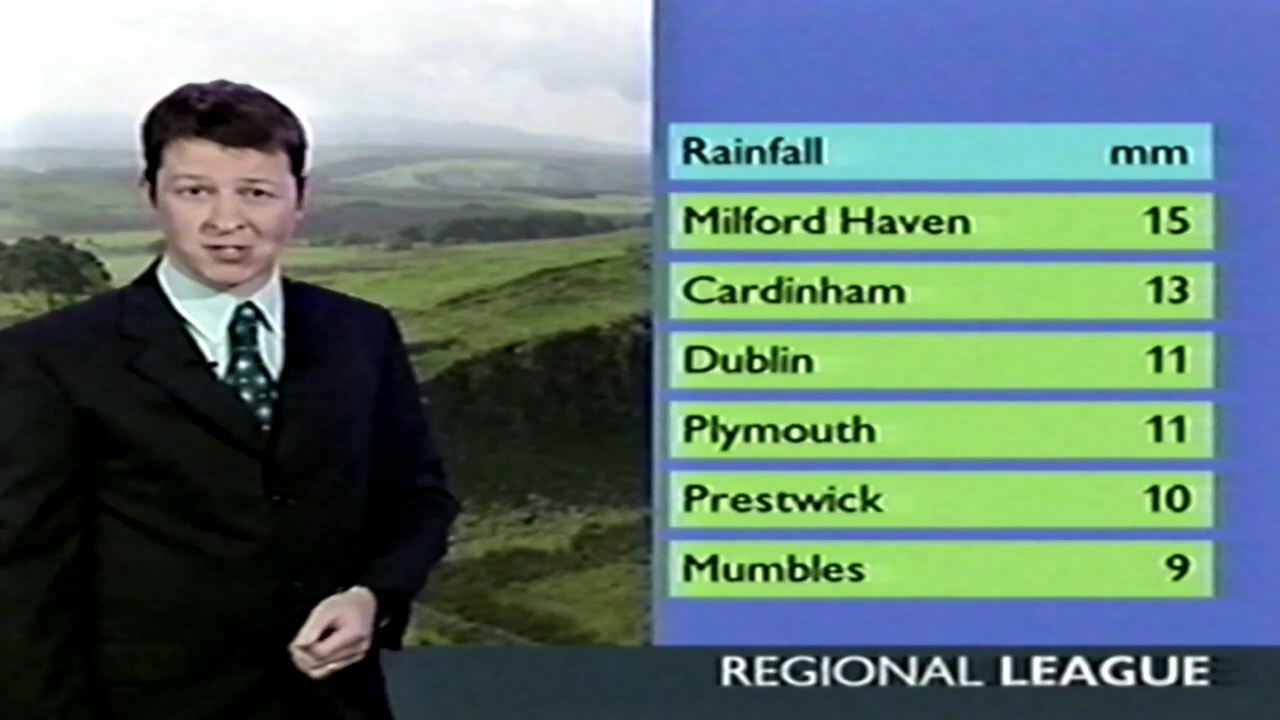 Rainfall mm
Milford Haven 15
Cardinham 13
Dublin 11
Plymouth 11
Prestwick 10
Mumbles 9
REGIONAL LEAGUE